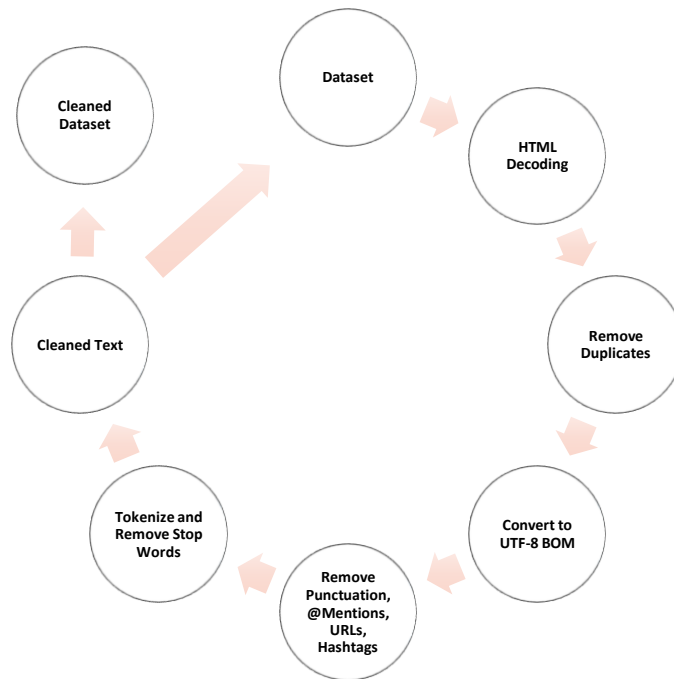 Dataset
HTML
Decoding
Remove
Duplicates
Convert to
UTF-8 BOM
Remove
Punctuation,
@Mentions,
URLs,
Hashtags
Tokenize and
Remove Stop
Words
Cleaned Text
Cleaned
Dataset